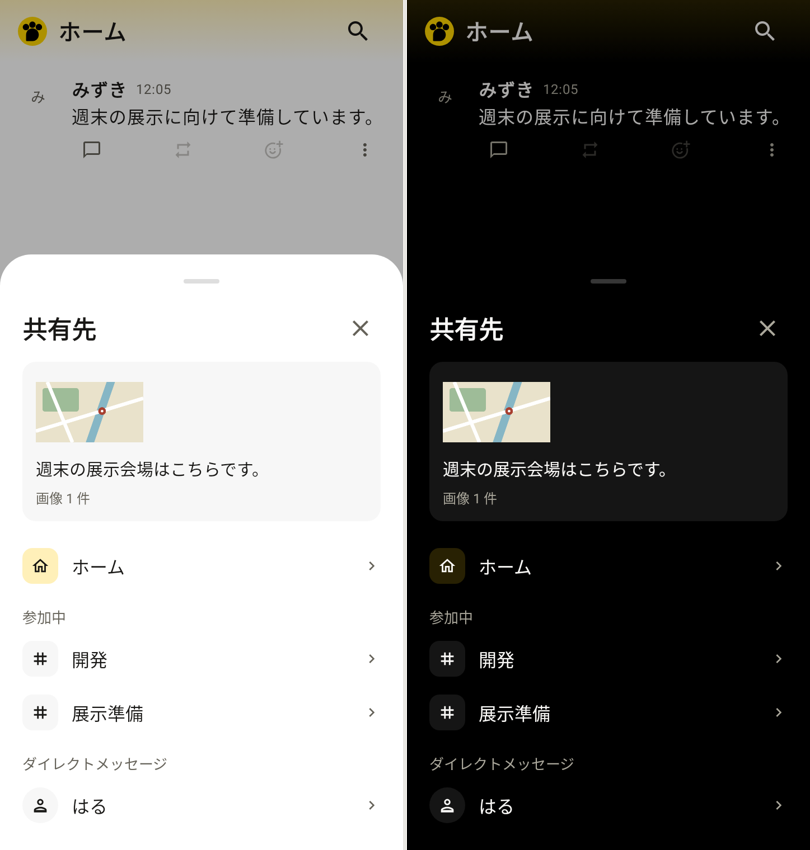 ホーム
み
みずき 12:05
週末の展示に向けて準備しています。
共有先
週末の展示会場はこちらです。
画像 1 件
ホーム
参加中
開発
展示準備
ダイレクトメッセージ
はる
ホーム
み
みずき 12:05
週末の展示に向けて準備しています。
共有先
週末の展示会場はこちらです。
画像 1 件
ホーム
参加中
開発
展示準備
ダイレクトメッセージ
はる